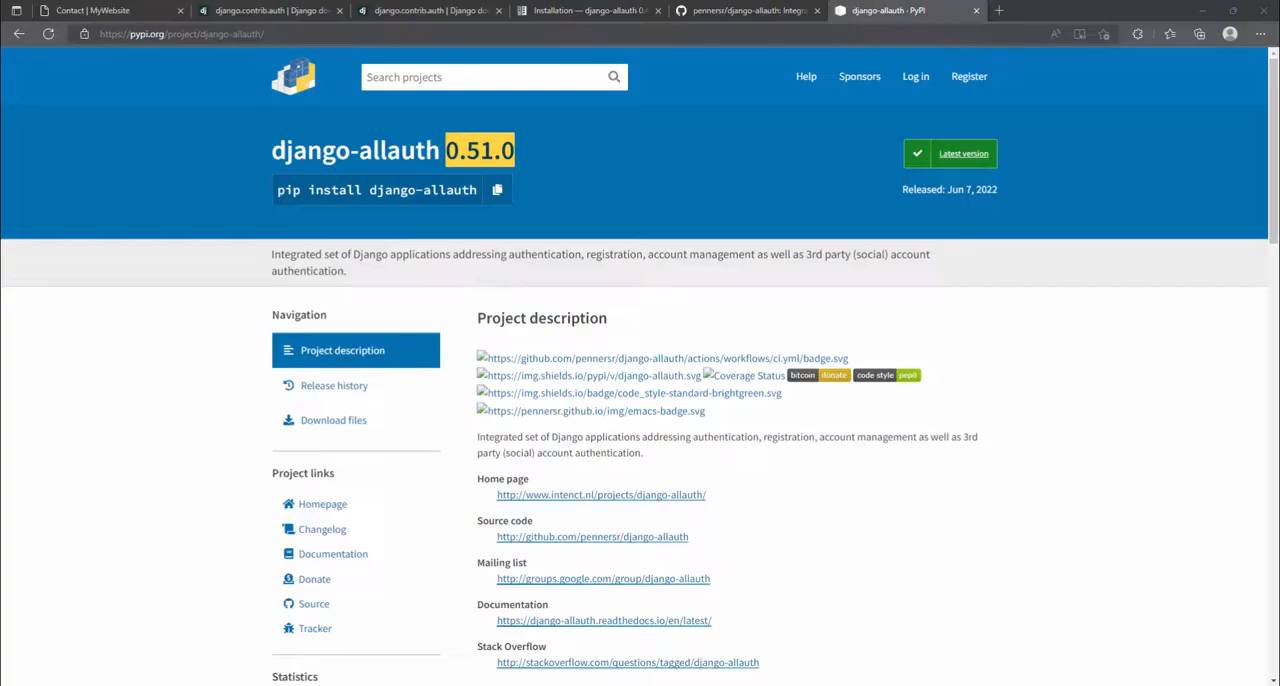 Contact | MyWebsite
django.contrib.auth | Django do
django.contrib.auth | Django do
Installation — django-allauth 0.
pennersr/django-allauth: Integra
django-allauth · PyPI
https://pypi.org/project/django-allauth/
Search projects
Help
Sponsors
Log in
Register
django-allauth 0.51.0
Latest version
pip install django-allauth
Released: Jun 7, 2022
Integrated set of Django applications addressing authentication, registration, account management as well as 3rd party (social) account
authentication.
Navigation
Project description
Release history
Download files
Project links
Homepage
Changelog
Documentation
Donate
Source
Tracker
Statistics
Project description
https://github.com/pennersr/django-allauth/actions/workflows/ci.yml/badge.svg
https://img.shields.io/pypi/v/django-allauth.svg Coverage Status bitcoin donate code style pep8
https://img.shields.io/badge/code_style-standard-brightgreen.svg
https://pennersr.github.io/img/emacs-badge.svg
Integrated set of Django applications addressing authentication, registration, account management as well as 3rd
party (social) account authentication.
Home page
http://www.intenct.nl/projects/django-allauth/
Source code
http://github.com/pennersr/django-allauth
Mailing list
http://groups.google.com/group/django-allauth
Documentation
https://django-allauth.readthedocs.io/en/latest/
Stack Overflow
http://stackoverflow.com/questions/tagged/django-allauth